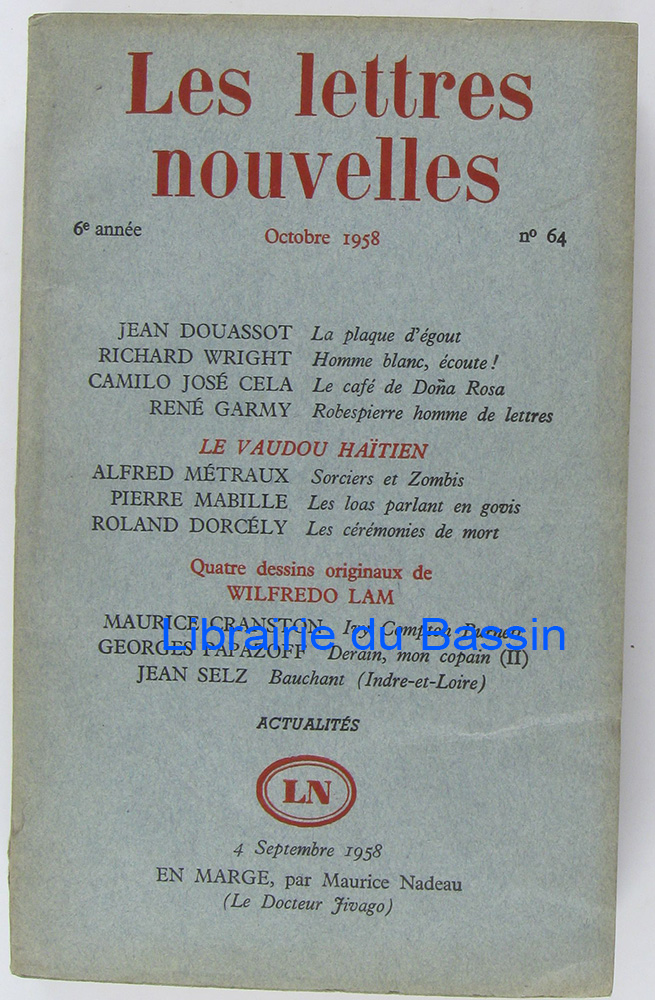 Les lettres
nouvelles
6e année Octobre 1958 nº 64
JEAN DOUASSOT La plaque d'égout
RICHARD WRIGHT Homme blanc, écoute !
CAMILO JOSÉ CELA Le café de Doña Rosa
RENÉ GARMY Robespierre homme de lettres
LE VAUDOU HAÏTIEN
ALFRED MÉTRAUX Sorciers et Zombis
PIERRE MABILLE Les loas parlant en govis
ROLAND DORCÉLY Les cérémonies de mort
Quatre dessins originaux de
WILFREDO LAM
MAURICE CRANSTON Ivy Compton Burnett
Librairie du Bassin
GEORGES PAPAZOFF Derain, mon copain (II)
JEAN SELZ Bauchant (Indre-et-Loire)
ACTUALITÉS
LN
4 Septembre 1958
EN MARGE, par Maurice Nadeau
(Le Docteur Jivago)